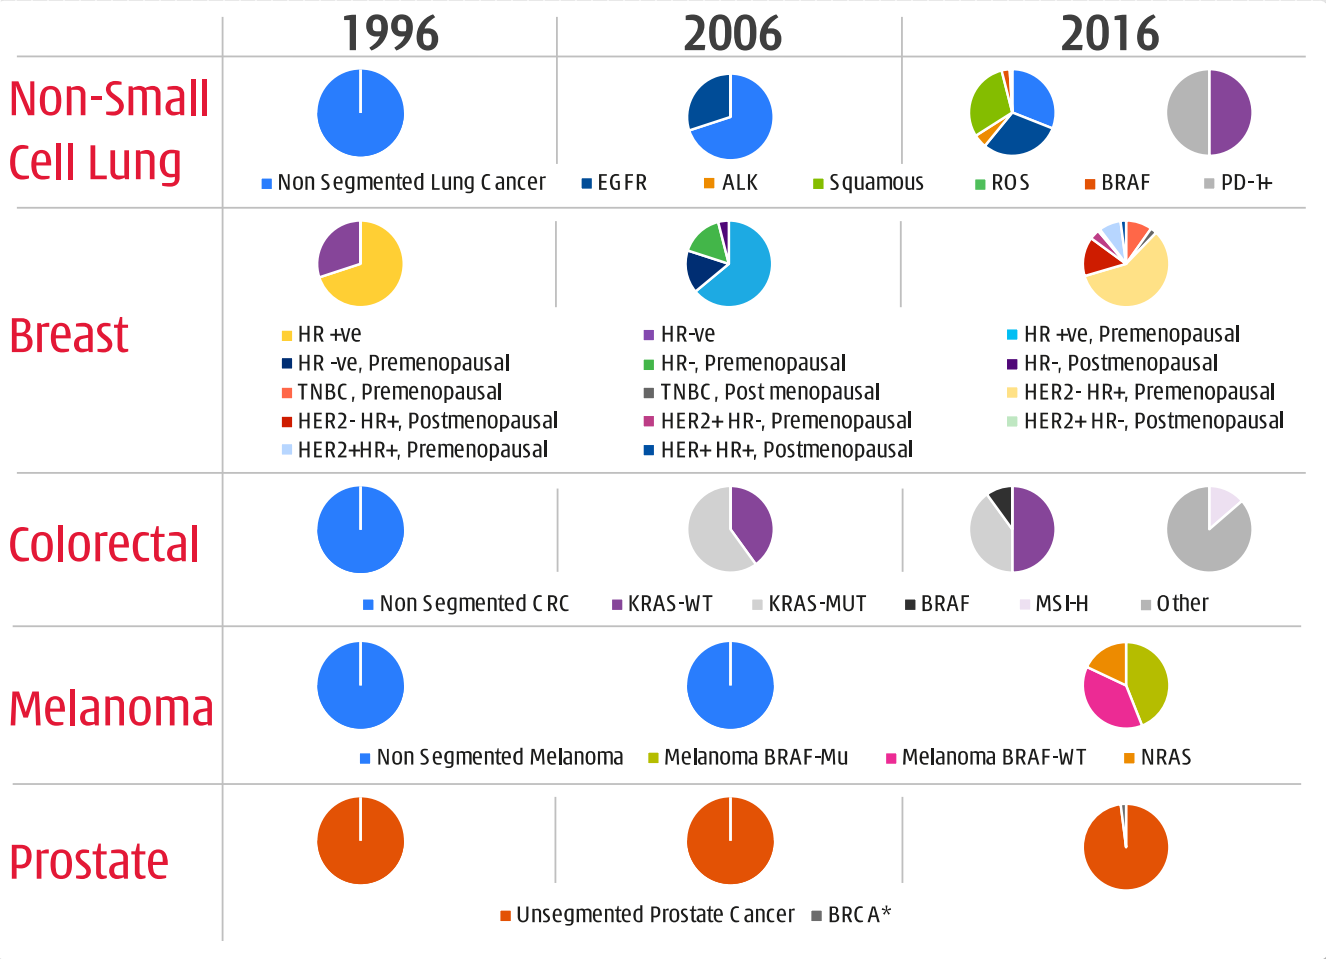 1996 2006 2016
Non-Small
Cell Lung
Non Segmented Lung Cancer EGFR ALK Squamous ROS BRAF PD-1+
Breast
HR +ve HR-ve HR +ve, Premenopausal
HR -ve, Premenopausal HR-, Premenopausal HR-, Postmenopausal
TNBC, Premenopausal TNBC, Post menopausal HER2- HR+, Premenopausal
HER2- HR+, Postmenopausal HER2+ HR-, Premenopausal HER2+ HR-, Postmenopausal
HER2+HR+, Premenopausal HER+ HR+, Postmenopausal
Colorectal
Non Segmented CRC KRAS-WT KRAS-MUT BRAF MSI-H Other
Melanoma
Non Segmented Melanoma Melanoma BRAF-Mu Melanoma BRAF-WT NRAS
Prostate
Unsegmented Prostate Cancer BRCA*